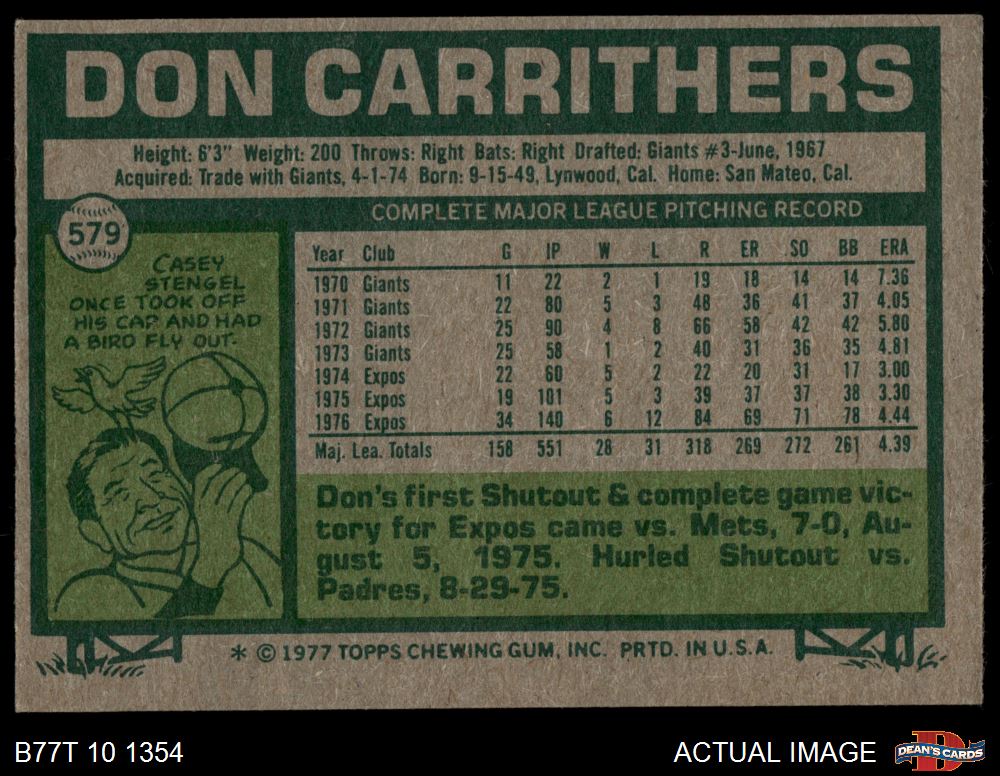 DON CARRITHERS
Height: 6'3" Weight: 200 Throws: Right Bats: Right Drafted: Giants #3-June, 1967
Acquired: Trade with Giants, 4-1-74 Born: 9-15-49, Lynwood, Cal. Home: San Mateo, Cal.
579
CASEY
STENGEL
ONCE TOOK OFF
HIS CAP AND HAD
A BIRD FLY OUT.
COMPLETE MAJOR LEAGUE PITCHING RECORD
Year Club G IP W L R ER SO BB ERA
1970 Giants 11 22 2 1 19 18 14 14 7.36
1971 Giants 22 80 5 3 48 36 41 37 4.05
1972 Giants 25 90 4 8 66 58 42 42 5.80
1973 Giants 25 58 1 2 40 31 36 35 4.81
1974 Expos 22 60 5 2 22 20 31 17 3.00
1975 Expos 19 101 5 3 39 37 37 38 3.30
1976 Expos 34 140 6 12 84 69 71 78 4.44
Maj. Lea. Totals 158 551 28 31 318 269 272 261 4.39
Don's first Shutout & complete game vic-
tory for Expos came vs. Mets, 7-0, Au-
gust 5, 1975. Hurled Shutout vs.
Padres, 8-29-75.
* © 1977 TOPPS CHEWING GUM, INC. PRTD. IN U.S.A.
B77T 10 1354
ACTUAL IMAGE
D
DEAN'S CARDS